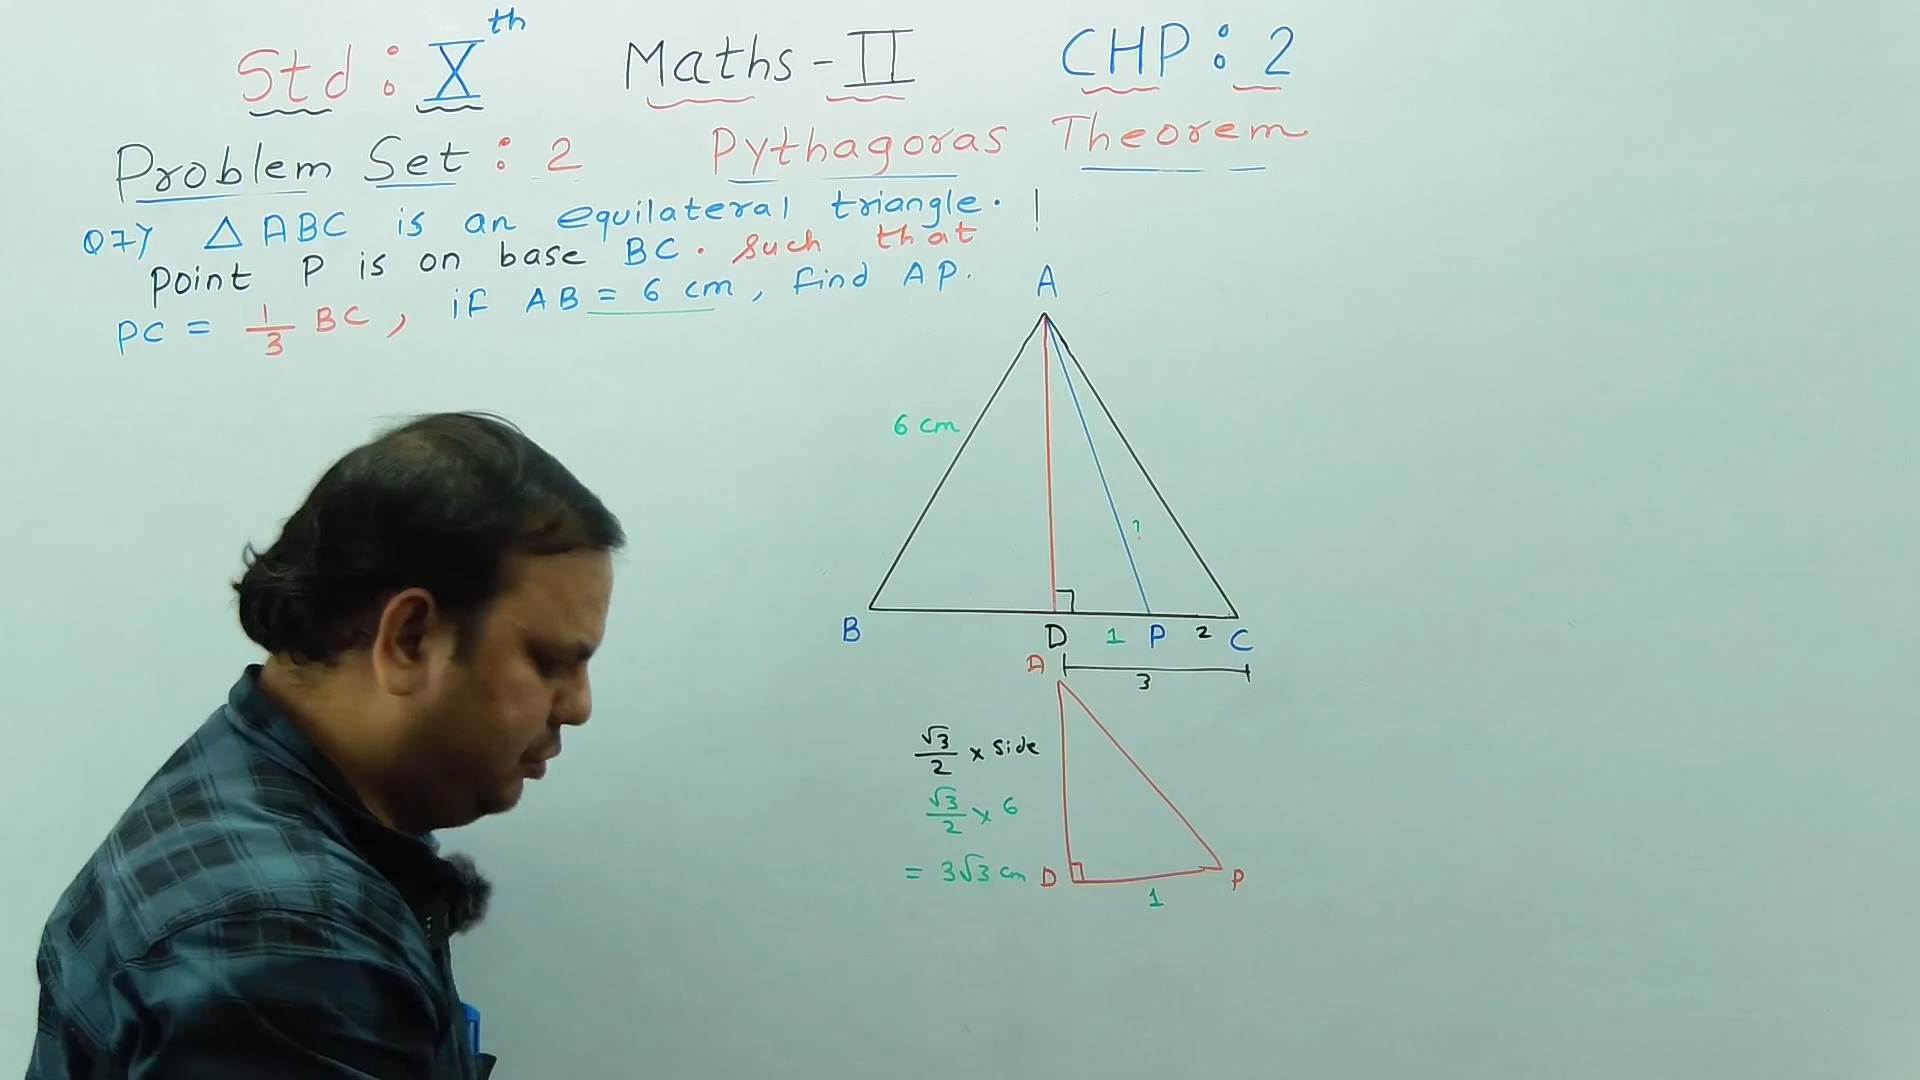 Std : Xth Maths - II CHP : 2
Problem Set : 2 Pythagoras Theorem
Q7) △ ABC is an equilateral triangle.
point P is on base BC. such that
PC = 1/3 BC, if AB = 6 cm, find AP.
A
6 cm
?
B D 1 P 2 C
A
3
√3/2 × side
√3/2 × 6
= 3√3 cm D P
1